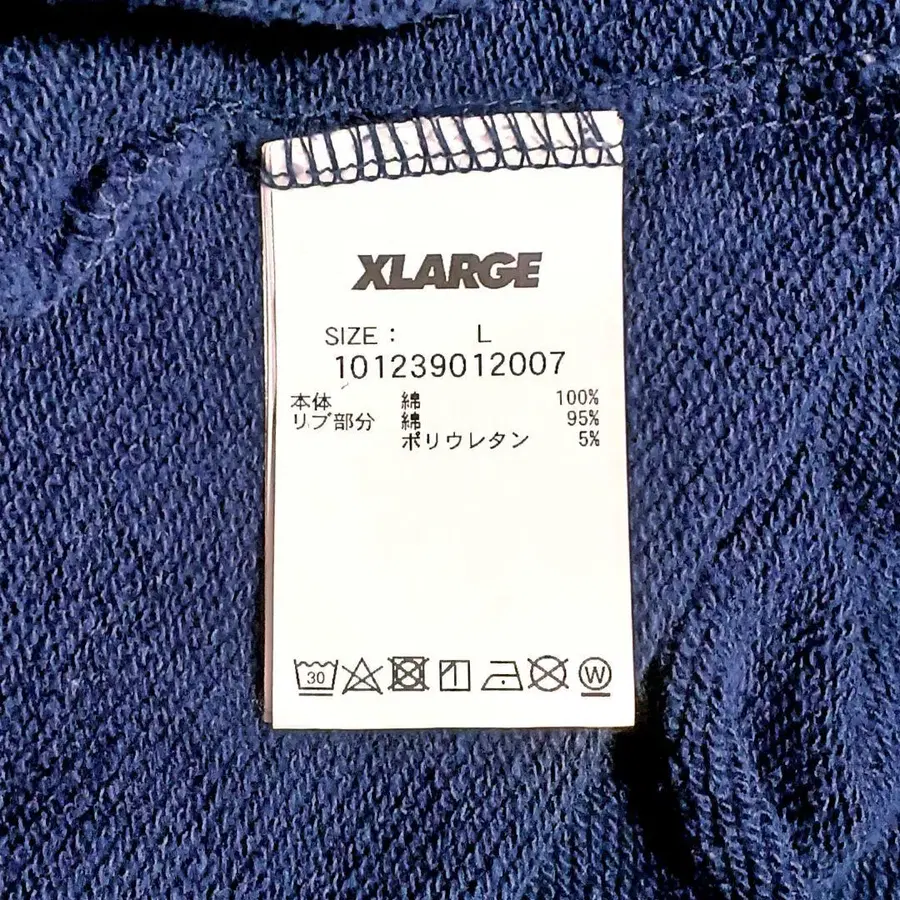 XLARGE
SIZE : L
101239012007
本体 綿 100%
リブ部分 綿 95%
ポリウレタン 5%
30
W